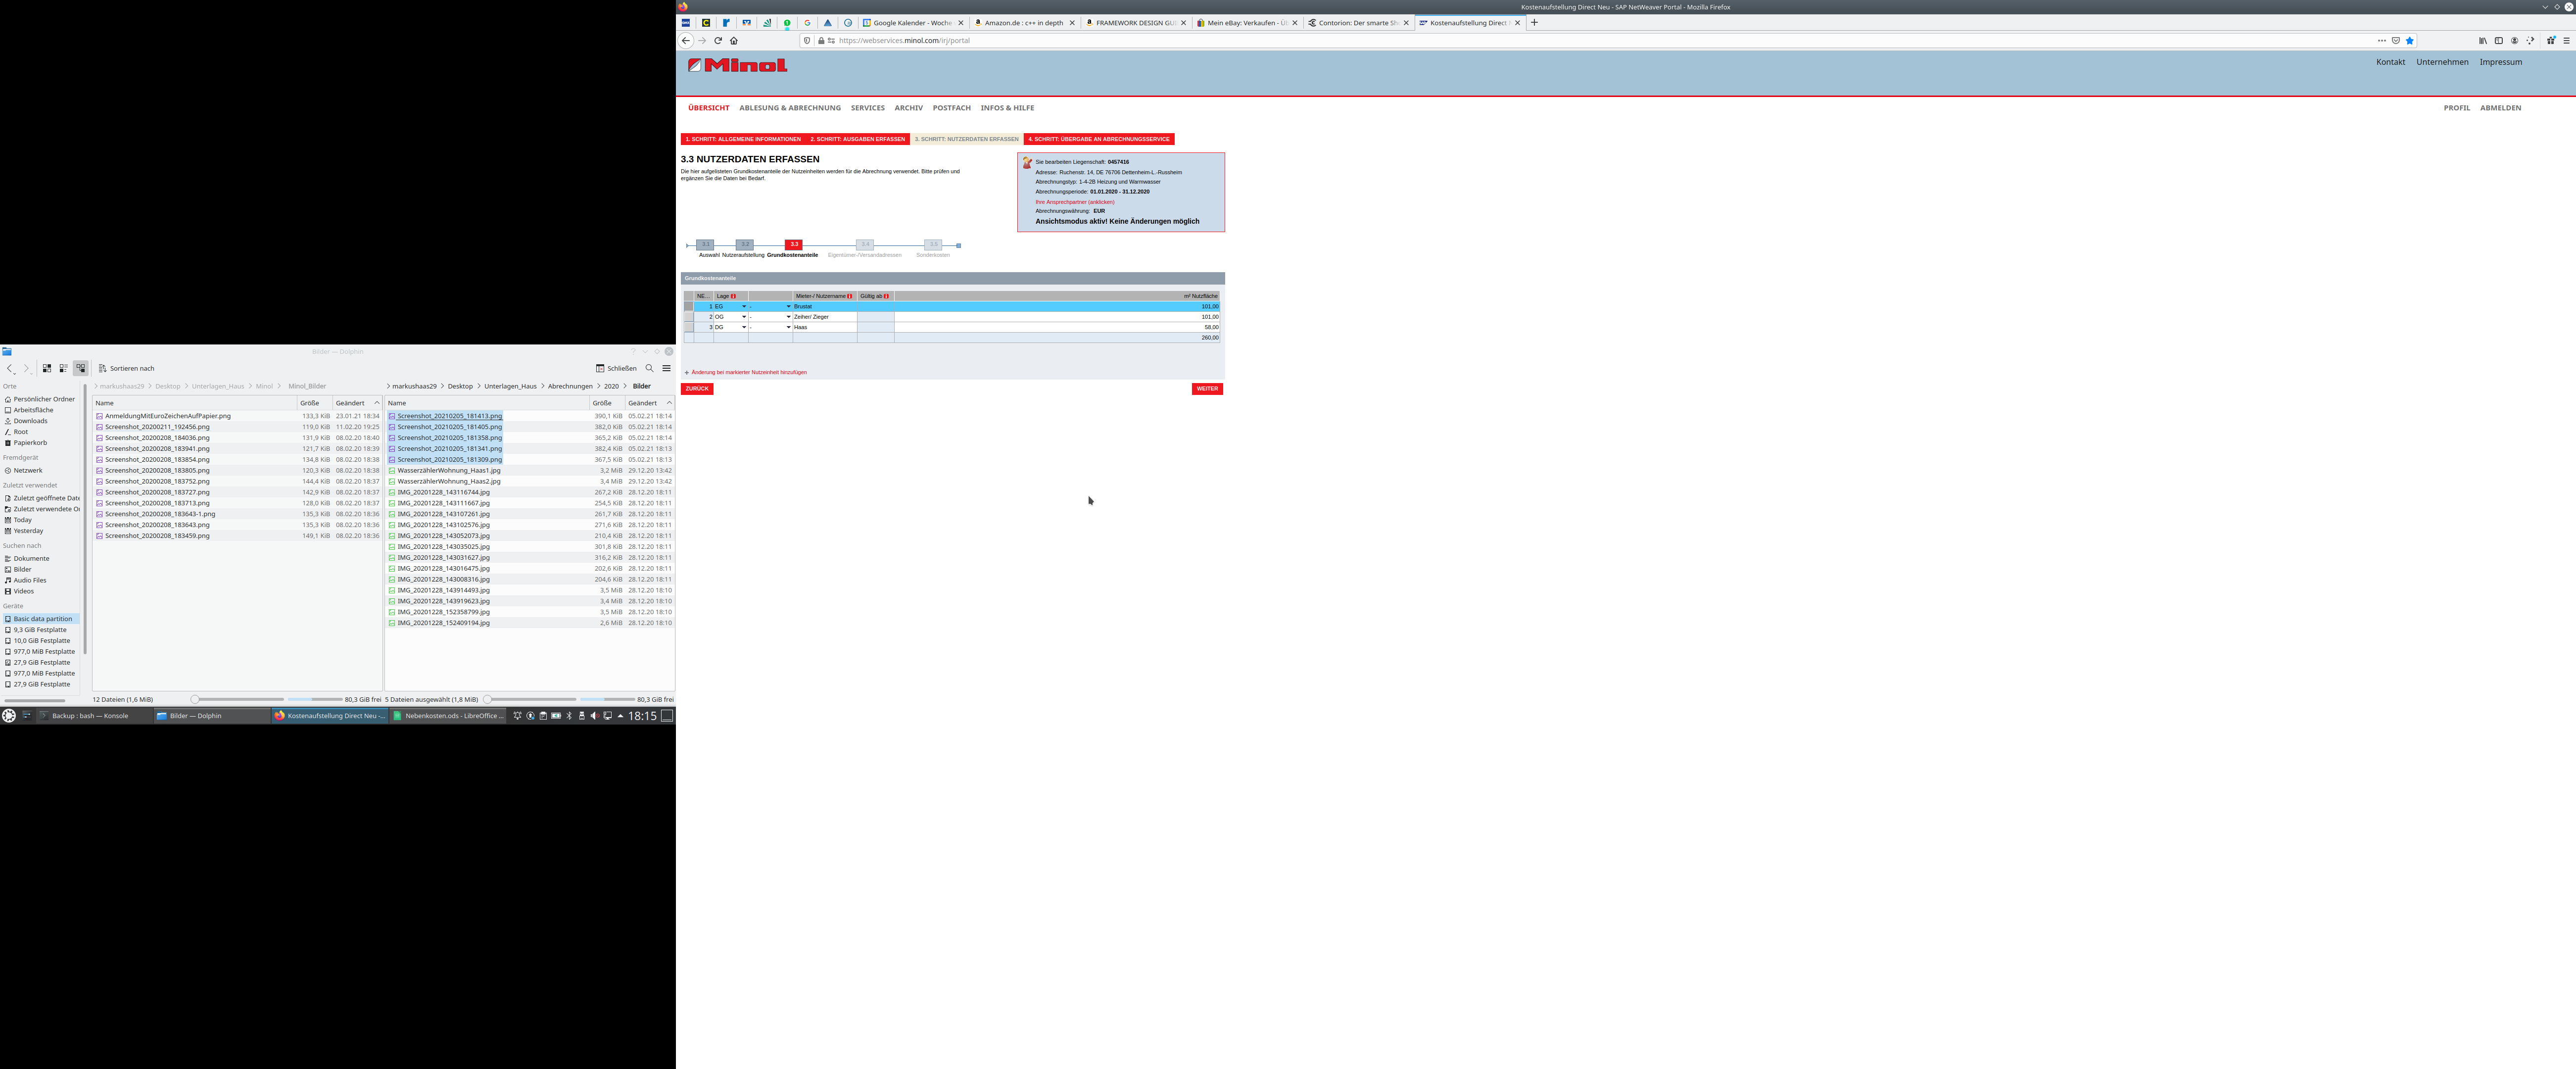 Kostenaufstellung Direct Neu - SAP NetWeaver Portal - Mozilla Firefox
Google Kalender - Woche
Amazon.de : c++ in depth
FRAMEWORK DESIGN GU
Mein eBay: Verkaufen - Ü
Contorion: Der smarte Sh
Kostenaufstellung Direct
https://webservices.minol.com/irj/portal
Minol
Kontakt Unternehmen Impressum
ÜBERSICHT ABLESUNG & ABRECHNUNG SERVICES ARCHIV POSTFACH INFOS & HILFE
PROFIL ABMELDEN
1. SCHRITT: ALLGEMEINE INFORMATIONEN 2. SCHRITT: AUSGABEN ERFASSEN 3. SCHRITT: NUTZERDATEN ERFASSEN 4. SCHRITT: ÜBERGABE AN ABRECHNUNGSSERVICE
3.3 NUTZERDATEN ERFASSEN
Die hier aufgelisteten Grundkostenanteile der Nutzeinheiten werden für die Abrechnung verwendet. Bitte prüfen und
ergänzen Sie die Daten bei Bedarf.
Sie bearbeiten Liegenschaft: 0457416
Adresse: Ruchenstr. 14, DE 76706 Dettenheim-L.-Russheim
Abrechnungstyp: 1-4-2B Heizung und Warmwasser
Abrechnungsperiode: 01.01.2020 - 31.12.2020
Ihre Ansprechpartner (anklicken)
Abrechnungswährung: EUR
Ansichtsmodus aktiv! Keine Änderungen möglich
3.1 3.2 3.3 3.4 3.5
Auswahl Nutzeraufstellung Grundkostenanteile Eigentümer-/Versandadressen Sonderkosten
Grundkostenanteile
NE... Lage Mieter-/ Nutzername Gültig ab m² Nutzfläche
1 EG - Brustat 101,00
2 OG - Zeiher/ Zieger 101,00
3 DG - Haas 58,00
260,00
+ Änderung bei markierter Nutzeinheit hinzufügen
ZURÜCK WEITER
Bilder — Dolphin
Sortieren nach
Schließen
Orte
Persönlicher Ordner
Arbeitsfläche
Downloads
Root
Papierkorb
Fremdgerät
Netzwerk
Zuletzt verwendet
Zuletzt geöffnete Date
Zuletzt verwendete Or
Today
Yesterday
Suchen nach
Dokumente
Bilder
Audio Files
Videos
Geräte
Basic data partition
9,3 GiB Festplatte
10,0 GiB Festplatte
977,0 MiB Festplatte
27,9 GiB Festplatte
977,0 MiB Festplatte
27,9 GiB Festplatte
> markushaas29 > Desktop > Unterlagen_Haus > Minol > Minol_Bilder
Name Größe Geändert
AnmeldungMitEuroZeichenAufPapier.png 133,3 KiB 23.01.21 18:34
Screenshot_20200211_192456.png 119,0 KiB 11.02.20 19:25
Screenshot_20200208_184036.png 131,9 KiB 08.02.20 18:40
Screenshot_20200208_183941.png 121,7 KiB 08.02.20 18:39
Screenshot_20200208_183854.png 134,8 KiB 08.02.20 18:38
Screenshot_20200208_183805.png 120,3 KiB 08.02.20 18:38
Screenshot_20200208_183752.png 144,4 KiB 08.02.20 18:37
Screenshot_20200208_183727.png 142,9 KiB 08.02.20 18:37
Screenshot_20200208_183713.png 128,0 KiB 08.02.20 18:37
Screenshot_20200208_183643-1.png 135,3 KiB 08.02.20 18:36
Screenshot_20200208_183643.png 135,3 KiB 08.02.20 18:36
Screenshot_20200208_183459.png 149,1 KiB 08.02.20 18:36
12 Dateien (1,6 MiB) 80,3 GiB frei
> markushaas29 > Desktop > Unterlagen_Haus > Abrechnungen > 2020 > Bilder
Name Größe Geändert
Screenshot_20210205_181413.png 390,1 KiB 05.02.21 18:14
Screenshot_20210205_181405.png 382,0 KiB 05.02.21 18:14
Screenshot_20210205_181358.png 365,2 KiB 05.02.21 18:14
Screenshot_20210205_181341.png 382,4 KiB 05.02.21 18:13
Screenshot_20210205_181309.png 367,5 KiB 05.02.21 18:13
WasserzählerWohnung_Haas1.jpg 3,2 MiB 29.12.20 13:42
WasserzählerWohnung_Haas2.jpg 3,4 MiB 29.12.20 13:42
IMG_20201228_143116744.jpg 267,2 KiB 28.12.20 18:11
IMG_20201228_143111667.jpg 254,5 KiB 28.12.20 18:11
IMG_20201228_143107261.jpg 261,7 KiB 28.12.20 18:11
IMG_20201228_143102576.jpg 271,6 KiB 28.12.20 18:11
IMG_20201228_143052073.jpg 210,4 KiB 28.12.20 18:11
IMG_20201228_143035025.jpg 301,8 KiB 28.12.20 18:11
IMG_20201228_143031627.jpg 316,2 KiB 28.12.20 18:11
IMG_20201228_143016475.jpg 202,6 KiB 28.12.20 18:11
IMG_20201228_143008316.jpg 204,6 KiB 28.12.20 18:11
IMG_20201228_143914493.jpg 3,5 MiB 28.12.20 18:10
IMG_20201228_143919623.jpg 3,4 MiB 28.12.20 18:10
IMG_20201228_152358799.jpg 3,5 MiB 28.12.20 18:10
IMG_20201228_152409194.jpg 2,6 MiB 28.12.20 18:10
5 Dateien ausgewählt (1,8 MiB) 80,3 GiB frei
Backup : bash — Konsole
Bilder — Dolphin
Kostenaufstellung Direct Neu -...
Nebenkosten.ods - LibreOffice ...
18:15